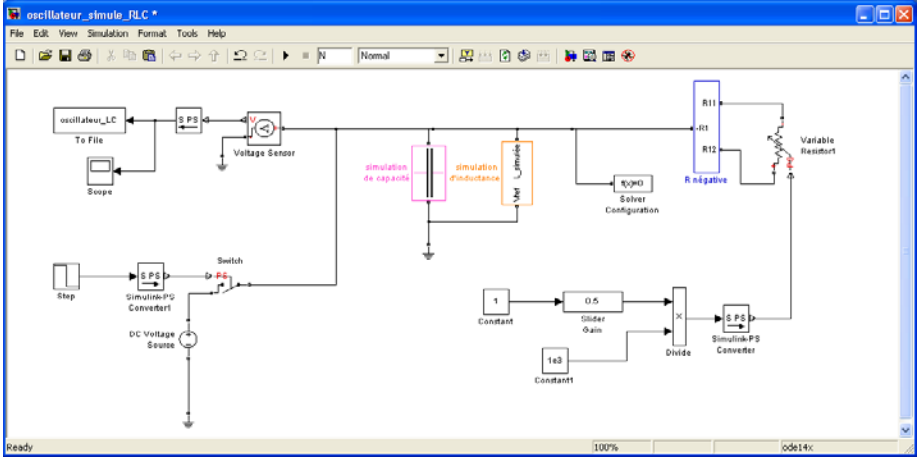 oscillateur_simule_RLC *
File Edit View Simulation Format Tools Help
N
Normal
oscillateur_LC
To File
S PS
V
Voltage Sensor
Scope
simulation
de capacité
simulation
d'inductance
Vref L_simulée
R11
R1
R12
R négative
Variable
Resistor1
f(x)=0
Solver
Configuration
Step
S PS
Simulink-PS
Converter1
Switch
PS
DC Voltage
Source
1
Constant
0.5
Slider
Gain
1e3
Constant1
X
Divide
S PS
Simulink-PS
Converter
Ready
100%
ode14x